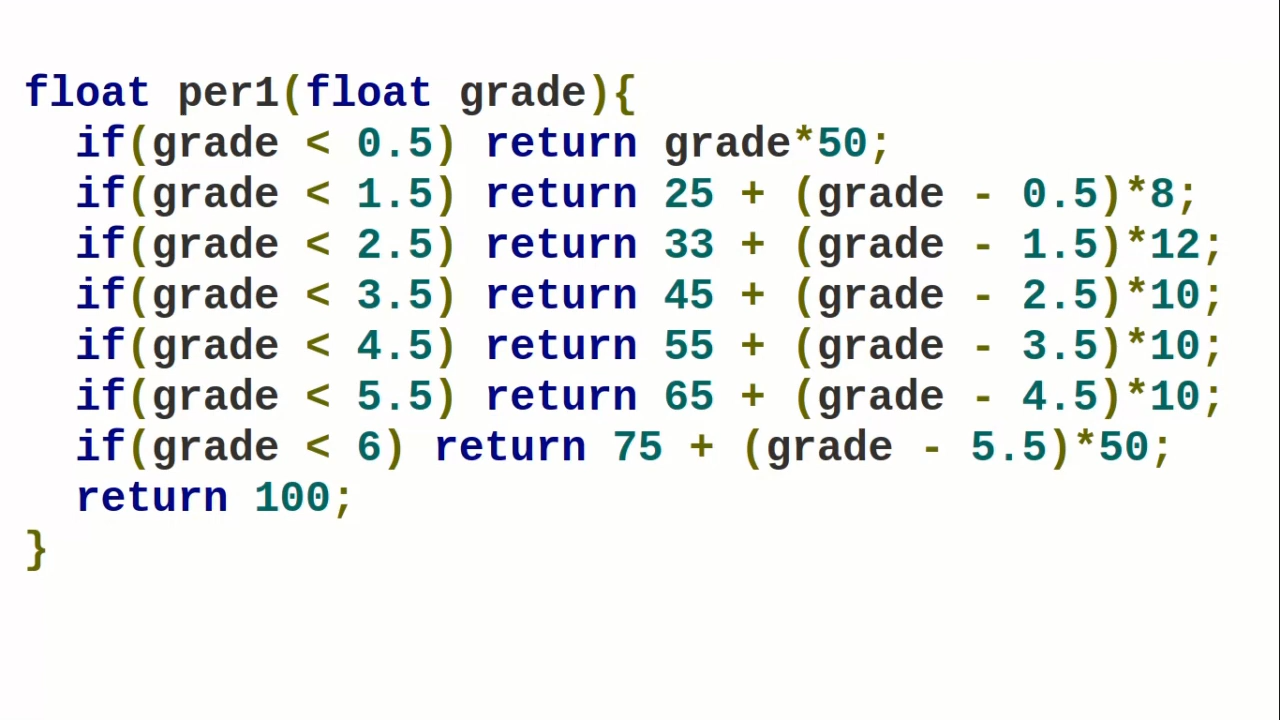 float per1(float grade){
  if(grade < 0.5) return grade*50;
  if(grade < 1.5) return 25 + (grade - 0.5)*8;
  if(grade < 2.5) return 33 + (grade - 1.5)*12;
  if(grade < 3.5) return 45 + (grade - 2.5)*10;
  if(grade < 4.5) return 55 + (grade - 3.5)*10;
  if(grade < 5.5) return 65 + (grade - 4.5)*10;
  if(grade < 6) return 75 + (grade - 5.5)*50;
  return 100;
}